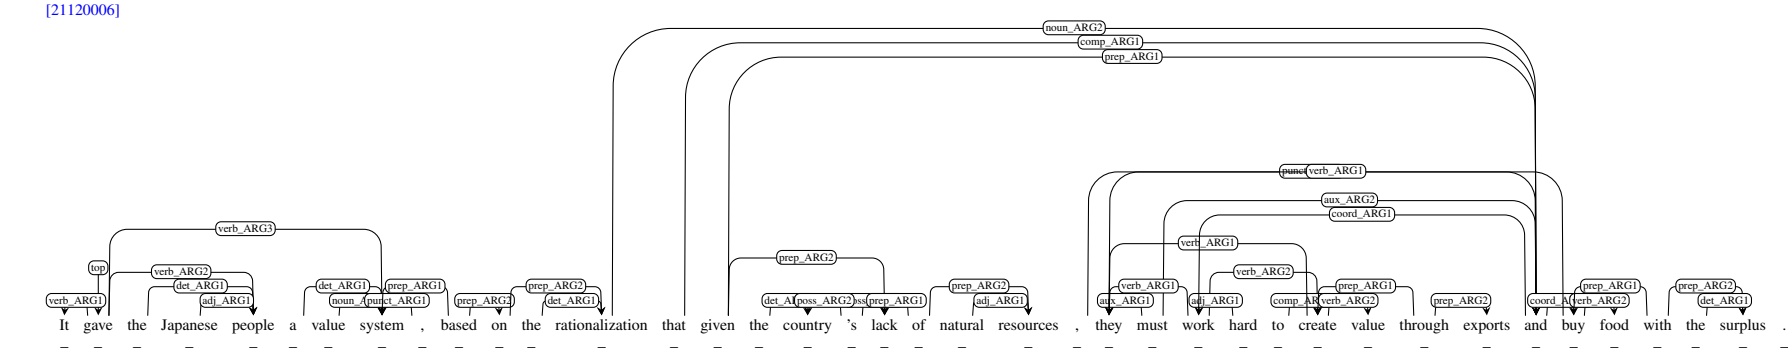 [21120006]
noun_ARG2
comp_ARG1
prep_ARG1
punct verb_ARG1
aux_ARG2
coord_ARG1
verb_ARG3
verb_ARG1
prep_ARG2
top
verb_ARG2 verb_ARG2
det_ARG1 det_ARG1 prep_ARG1 prep_ARG2 prep_ARG2 verb_ARG1 prep_ARG1 prep_ARG1 prep_ARG2
verb_ARG1 adj_ARG1 punct_ARG1 prep_ARG2 det_ARG1 poss_ARG2 prep_ARG1 adj_ARG1 aux_ARG1 adj_ARG1 verb_ARG2 prep_ARG2 verb_ARG2 det_ARG1
It gave the Japanese people a value system , based on the rationalization that given the country 's lack of natural resources , they must work hard to create value through exports and buy food with the surplus .